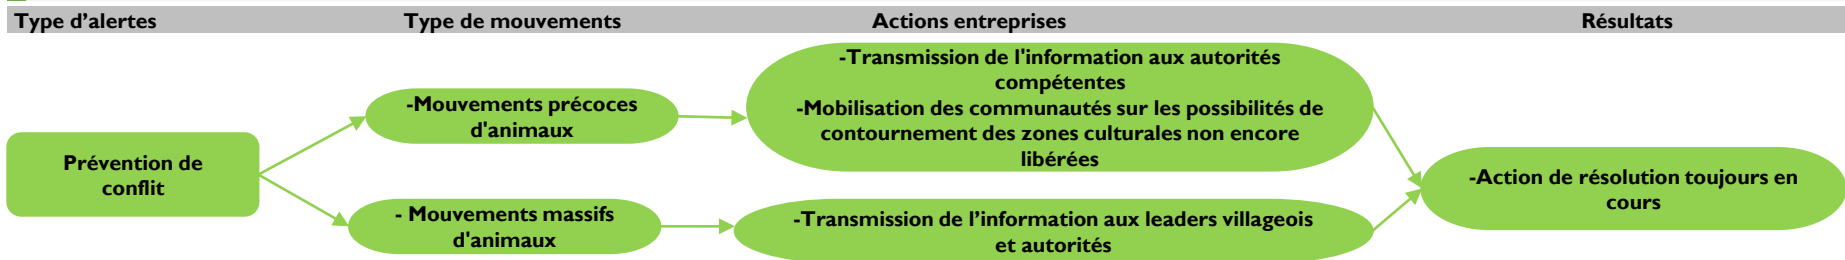 Type d’alertes
Type de mouvements
Actions entreprises
Résultats
Prévention de
conflit
-Mouvements précoces
d'animaux
- Mouvements massifs
d'animaux
-Transmission de l'information aux autorités
compétentes
-Mobilisation des communautés sur les possibilités de
contournement des zones culturales non encore
libérées
-Transmission de l’information aux leaders villageois
et autorités
-Action de résolution toujours en
cours